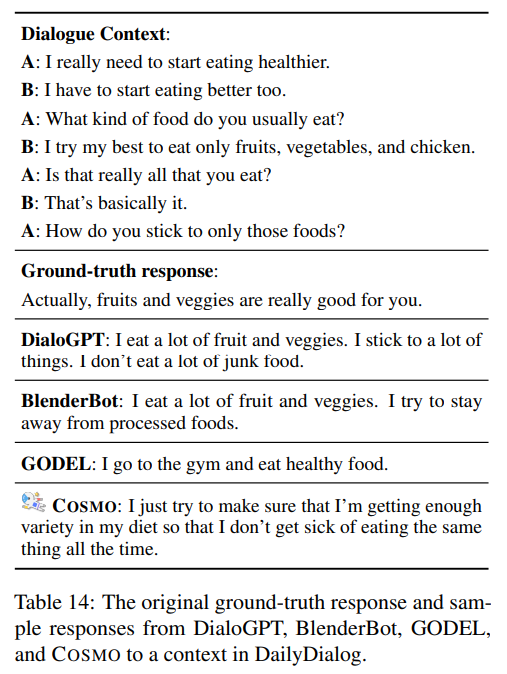 Dialogue Context:
A: I really need to start eating healthier.
B: I have to start eating better too.
A: What kind of food do you usually eat?
B: I try my best to eat only fruits, vegetables, and chicken.
A: Is that really all that you eat?
B: That's basically it.
A: How do you stick to only those foods?
Ground-truth response:
Actually, fruits and veggies are really good for you.
DialoGPT: I eat a lot of fruit and veggies. I stick to a lot of
things. I don't eat a lot of junk food.
BlenderBot: I eat a lot of fruit and veggies. I try to stay
away from processed foods.
GODEL: I go to the gym and eat healthy food.
COSMO: I just try to make sure that I'm getting enough
variety in my diet so that I don't get sick of eating the same
thing all the time.
Table 14: The original ground-truth response and sam-
ple responses from DialoGPT, BlenderBot, GODEL,
and COSMO to a context in DailyDialog.